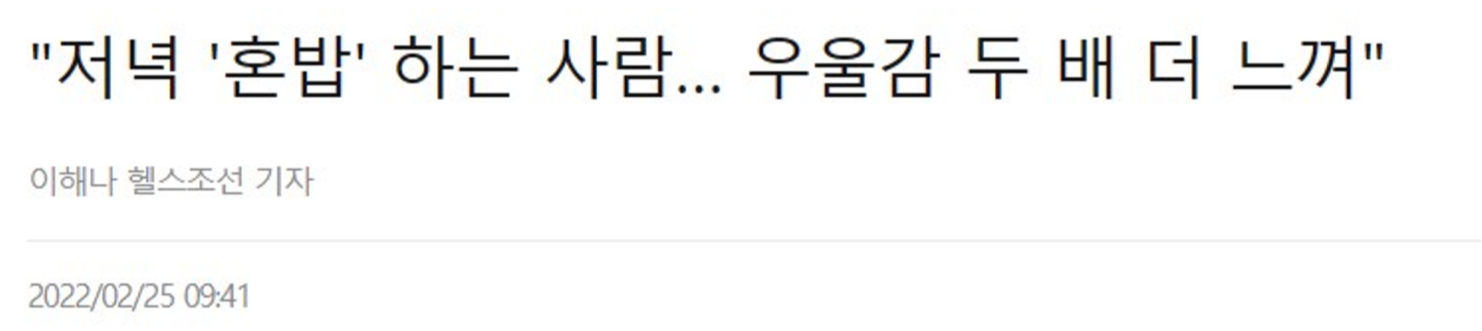 "저녁 '혼밥' 하는 사람... 우울감 두 배 더 느껴"
이해나 헬스조선 기자
2022/02/25 09:41